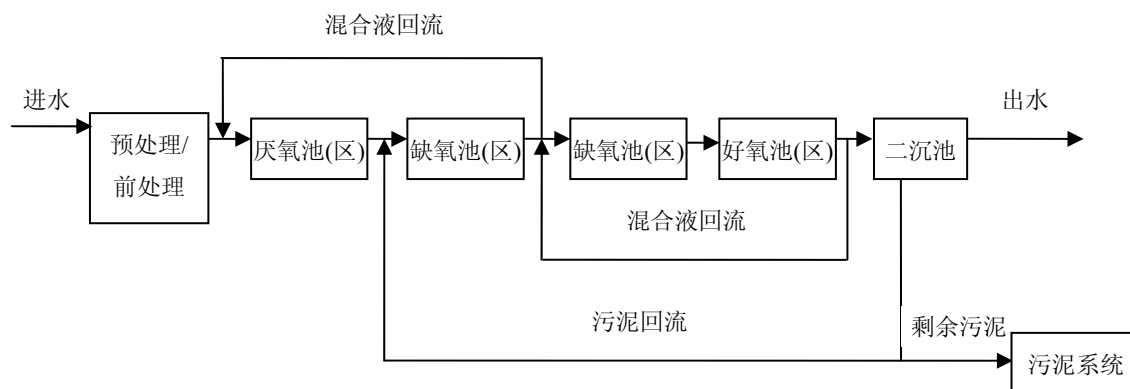 混合液回流
进水
出水
预处理/
前处理
厌氧池(区)
缺氧池(区)
缺氧池(区)
好氧池(区)
二沉池
混合液回流
污泥回流
剩余污泥
污泥系统